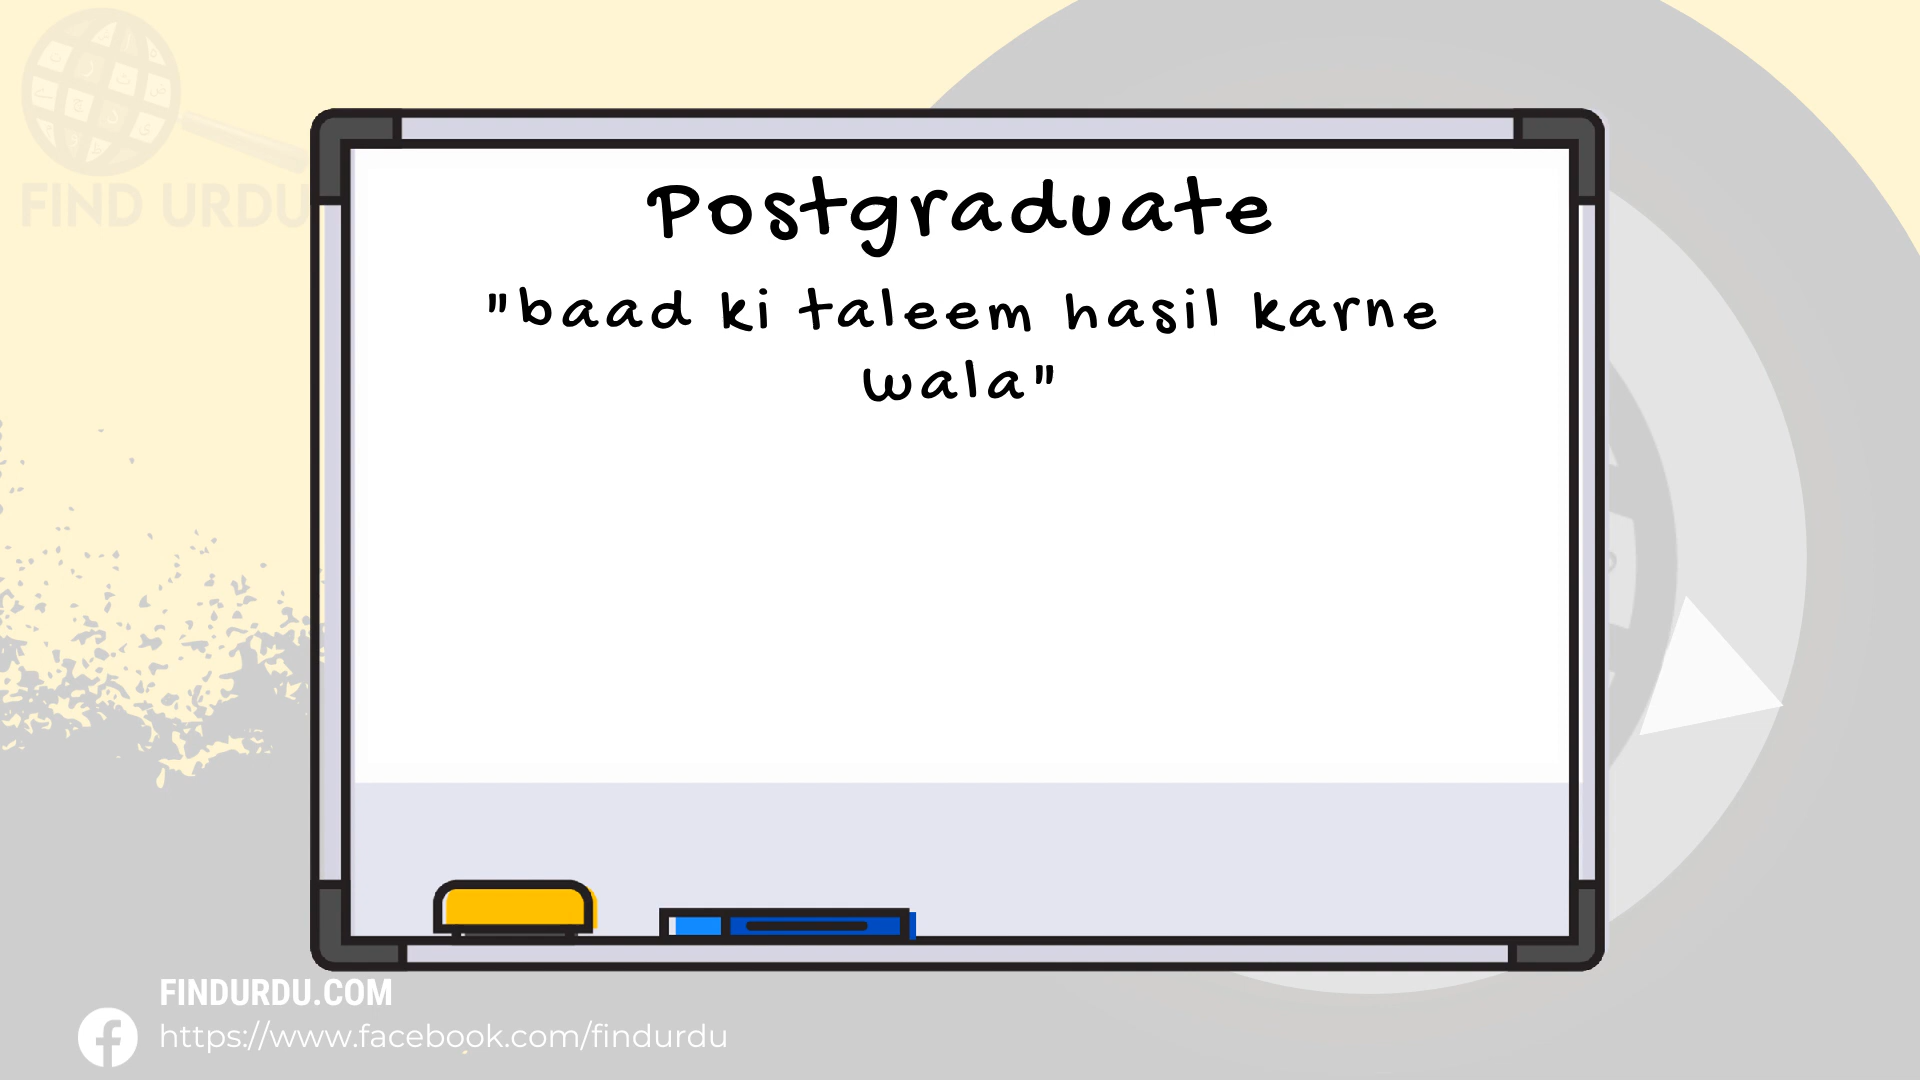 FIND URDU
Postgraduate
"baad ki taleem hasil karne
wala"
FINDURDU.COM
https://www.facebook.com/findurdu